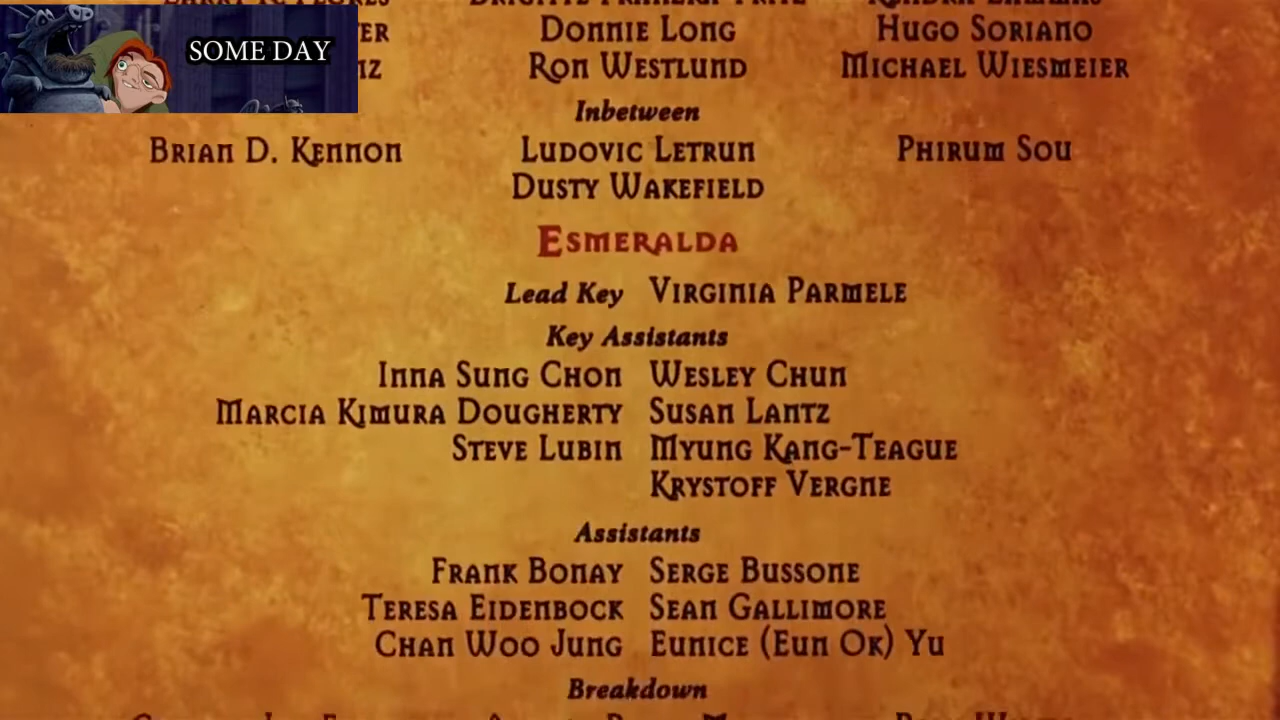 SOME DAY
Donnie Long Hugo Soriano
Ron Westlund Michael Wiesmeier
Inbetween
Brian D. Kennon Ludovic Letrun Phirum Sou
Dusty Wakefield
Esmeralda
Lead Key Virginia Parmele
Key Assistants
Inna Sung Chon Wesley Chun
Marcia Kimura Dougherty Susan Lantz
Steve Lubin Myung Kang-Teague
Krystoff Vergne
Assistants
Frank Bonay Serge Bussone
Teresa Eidenbock Sean Gallimore
Chan Woo Jung Eunice (Eun Ok) Yu
Breakdown